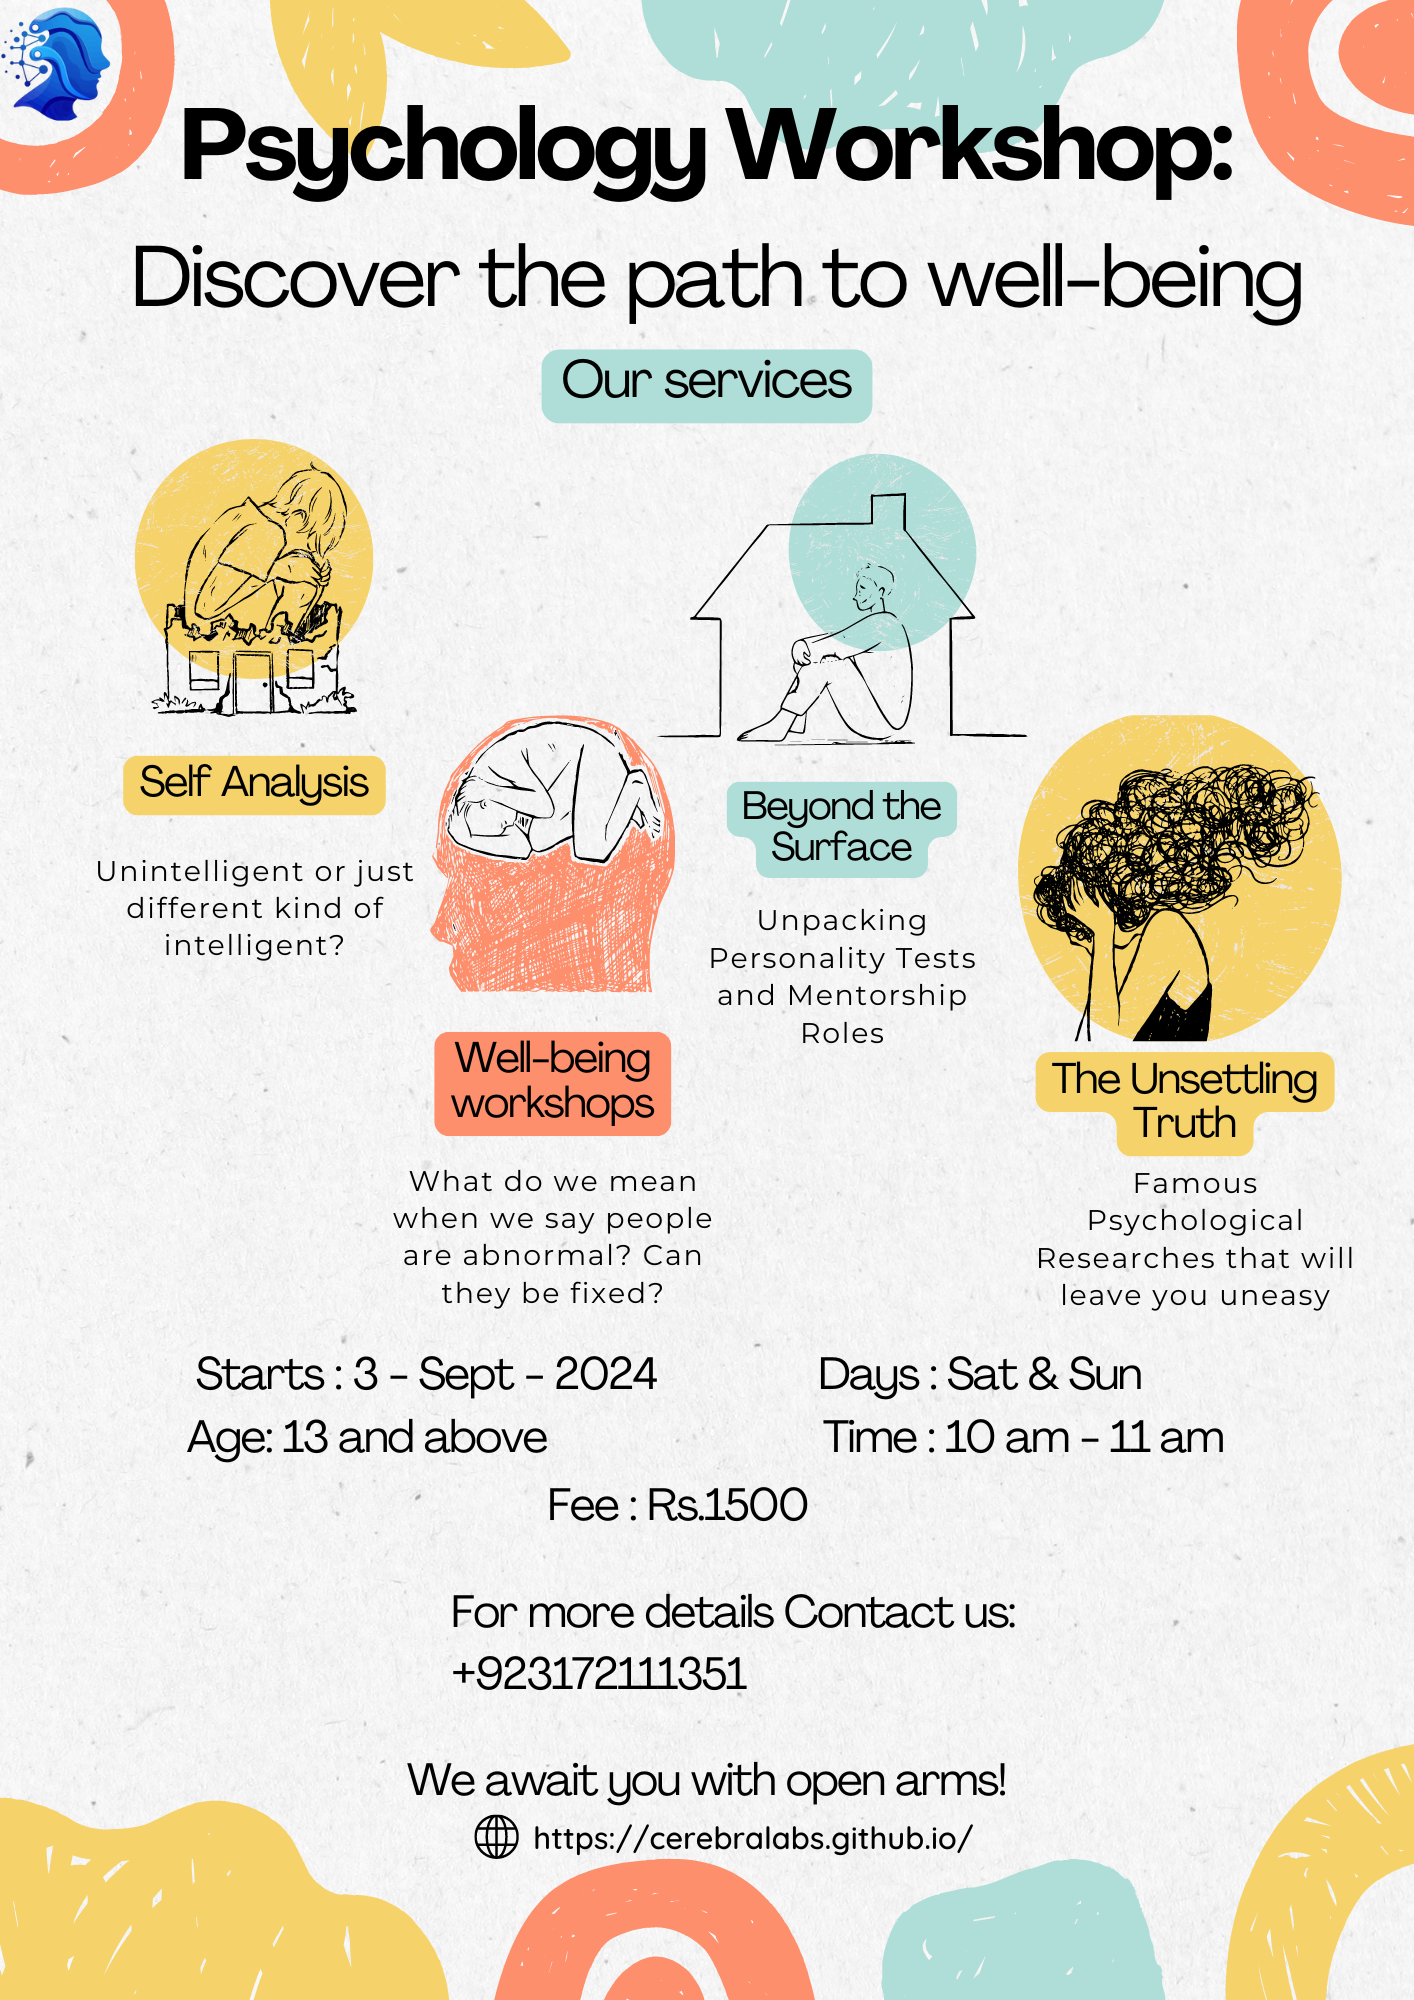 Psychology Workshop:
Discover the path to well-being
Our services
Self Analysis
Unintelligent or just
different kind of
intelligent?
Well-being
workshops
What do we mean
when we say people
are abnormal? Can
they be fixed?
Beyond the
Surface
Unpacking
Personality Tests
and Mentorship
Roles
The Unsettling
Truth
Famous
Psychological
Researches that will
leave you uneasy
Starts : 3 - Sept - 2024
Days : Sat & Sun
Age: 13 and above
Time : 10 am - 11 am
Fee : Rs.1500
For more details Contact us:
+923172111351
We await you with open arms!
https://cerebralabs.github.io/